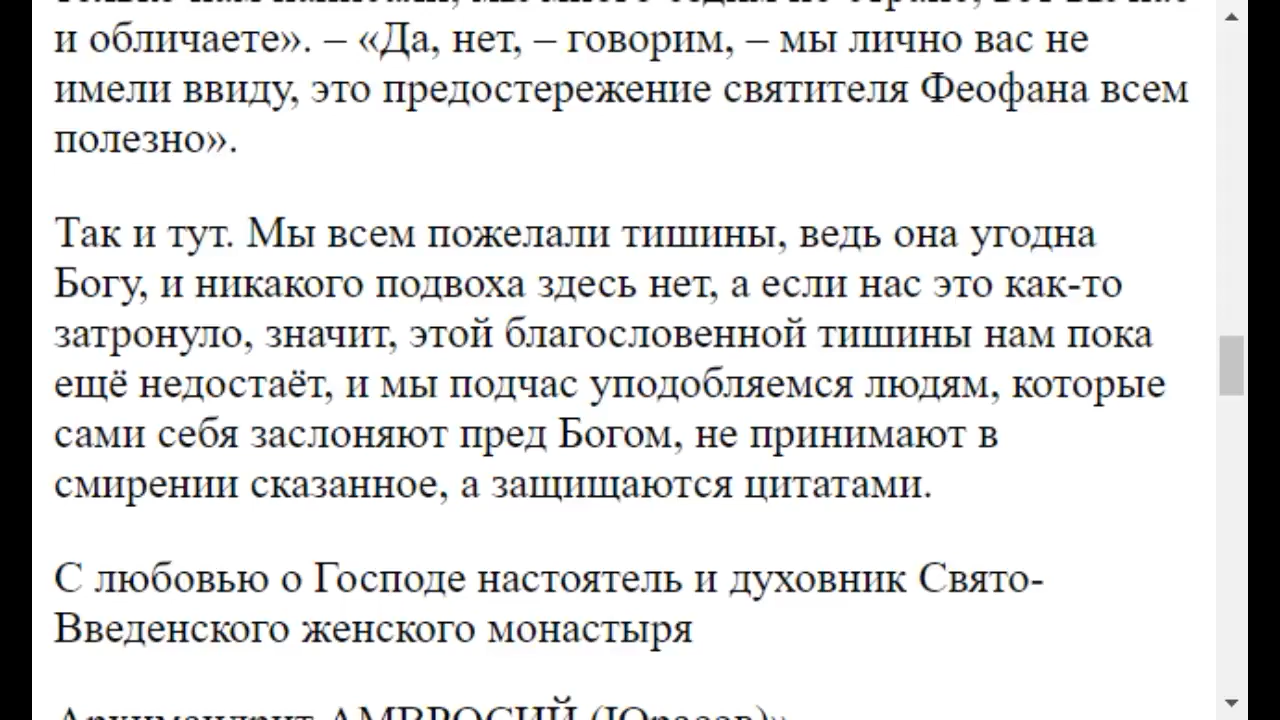 и обличаете». – «Да, нет, – говорим, – мы лично вас не
имели ввиду, это предостережение святителя Феофана всем
полезно».
Так и тут. Мы всем пожелали тишины, ведь она угодна
Богу, и никакого подвоха здесь нет, а если нас это как-то
затронуло, значит, этой благословенной тишины нам пока
ещё недостаёт, и мы подчас уподобляемся людям, которые
сами себя заслоняют пред Богом, не принимают в
смирении сказанное, а защищаются цитатами.
С любовью о Господе настоятель и духовник Свято-
Введенского женского монастыря
Архимандрит АМВРОСИЙ (Юрасов)»